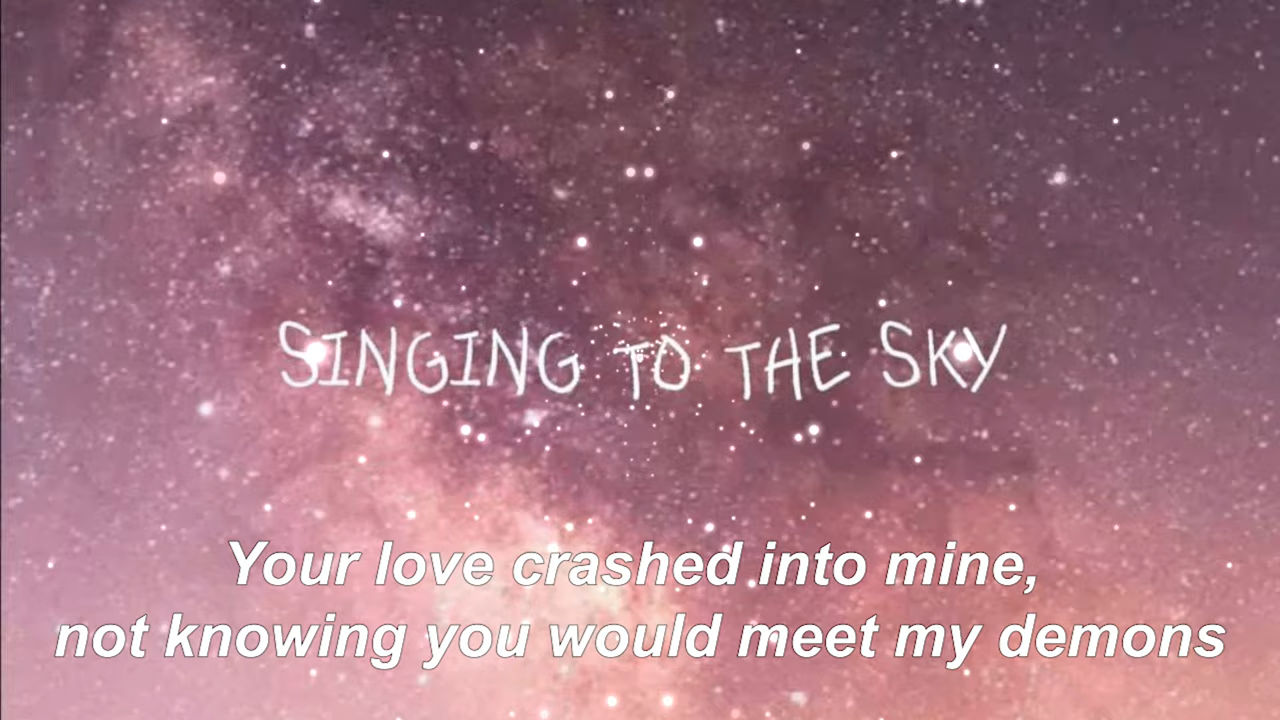 SINGING TO THE SKY
Your love crashed into mine,
not knowing you would meet my demons